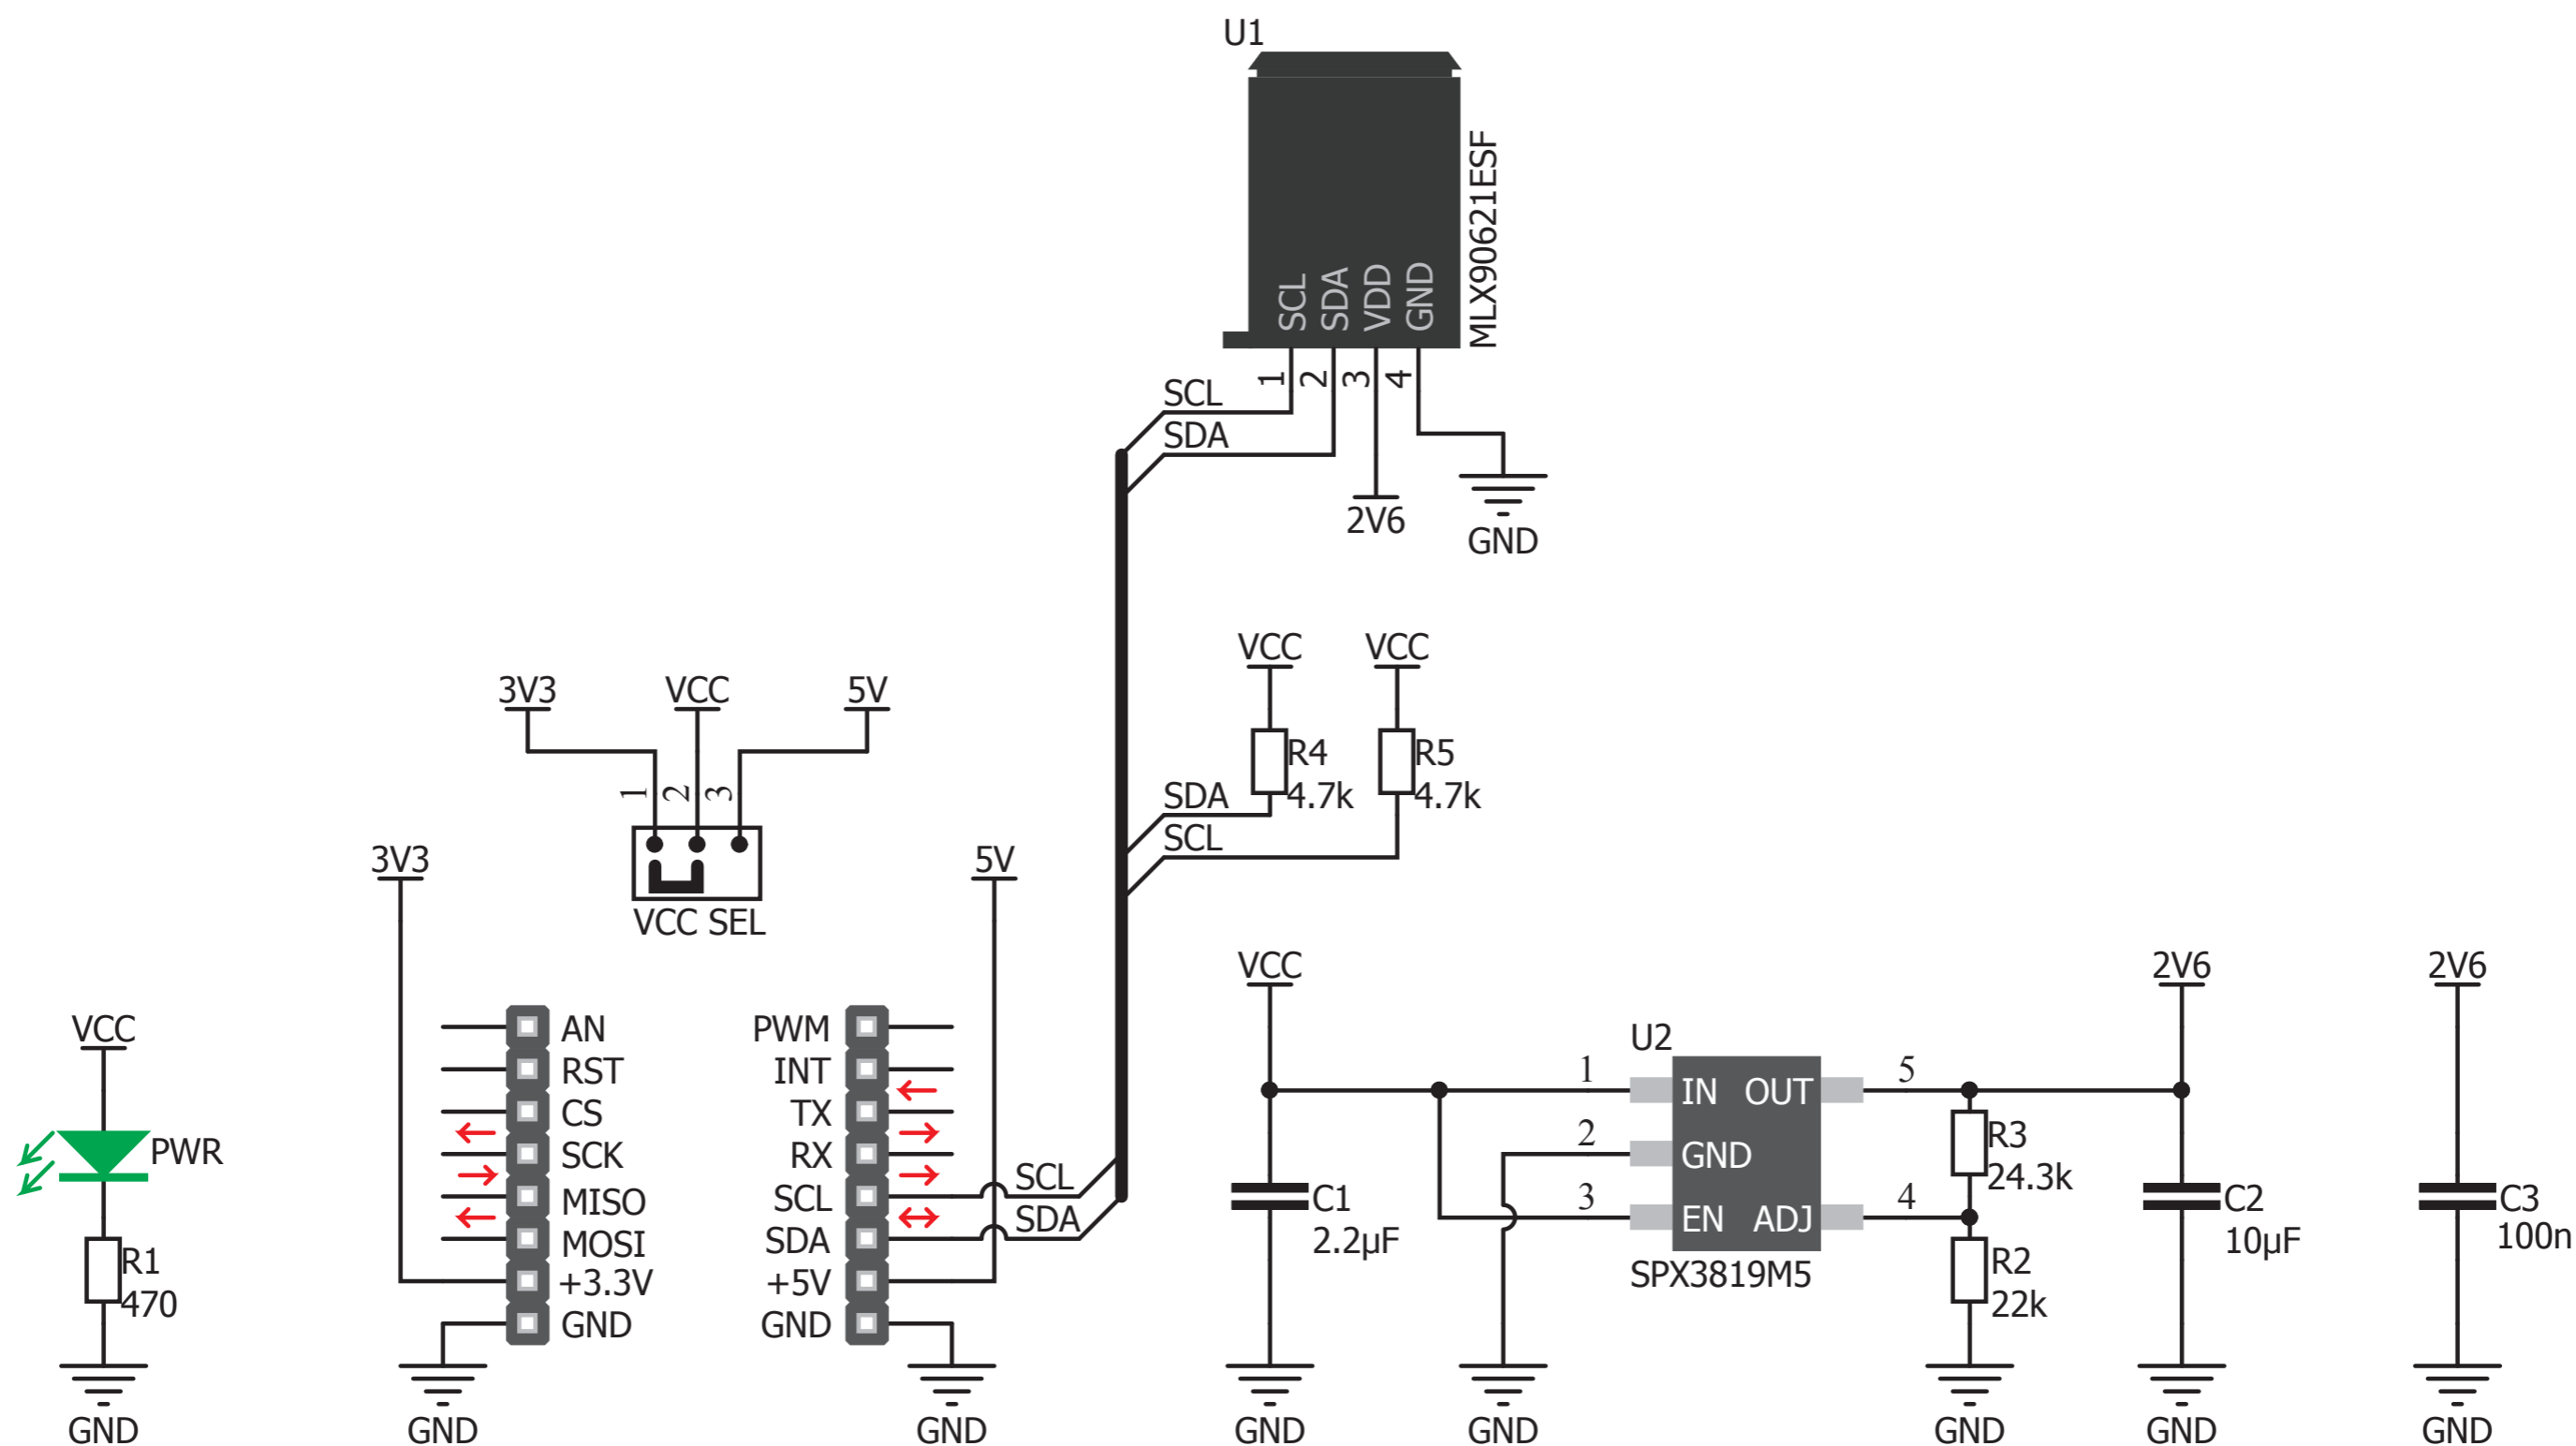 U1
MLX90621ESF
SCL
SDA
VDD
GND
1
2
3
4
SCL
SDA
2V6
GND
VCC
VCC
R4
4.7k
R5
4.7k
SDA
SCL
3V3
VCC
5V
1
2
3
VCC SEL
3V3
5V
VCC
PWR
R1
470
GND
AN
RST
CS
SCK
MISO
MOSI
+3.3V
GND
GND
PWM
INT
TX
RX
SCL
SDA
+5V
GND
GND
SCL
SDA
VCC
C1
2.2µF
GND
U2
1
2
3
IN
OUT
GND
EN
ADJ
5
4
SPX3819M5
GND
R3
24.3k
R2
22k
GND
2V6
C2
10µF
GND
2V6
C3
100n
GND